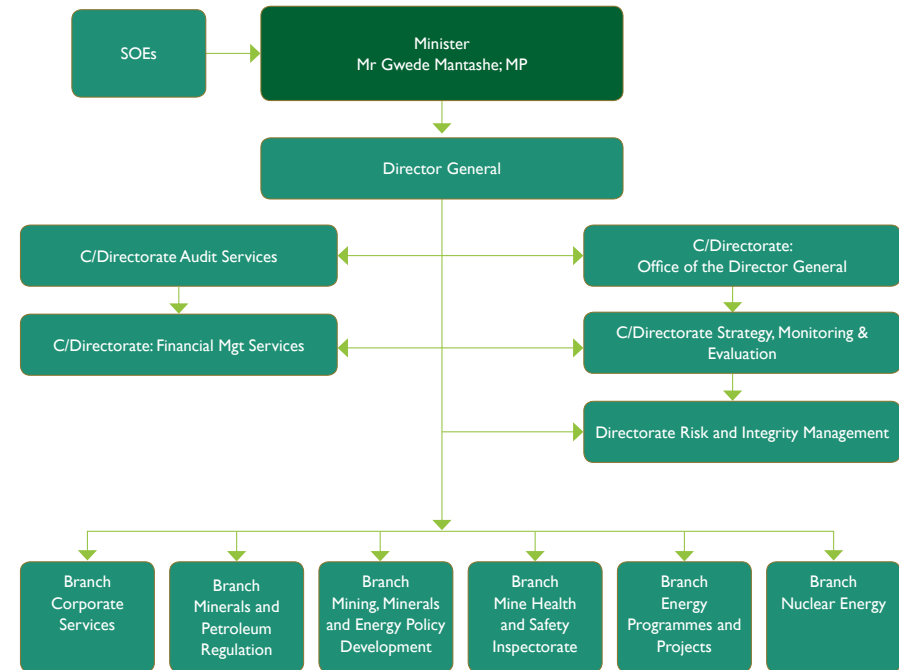 SOEs
Minister
Mr Gwede Mantashe; MP
Director General
C/Directorate Audit Services
C/Directorate:
Office of the Director General
C/Directorate: Financial Mgt Services
C/Directorate Strategy, Monitoring &
Evaluation
Directorate Risk and Integrity Management
Branch
Corporate
Services
Branch
Minerals and
Petroleum
Regulation
Branch
Mining, Minerals
and Energy Policy
Development
Branch
Mine Health
and Safety
Inspectorate
Branch
Energy
Programmes and
Projects
Branch
Nuclear Energy